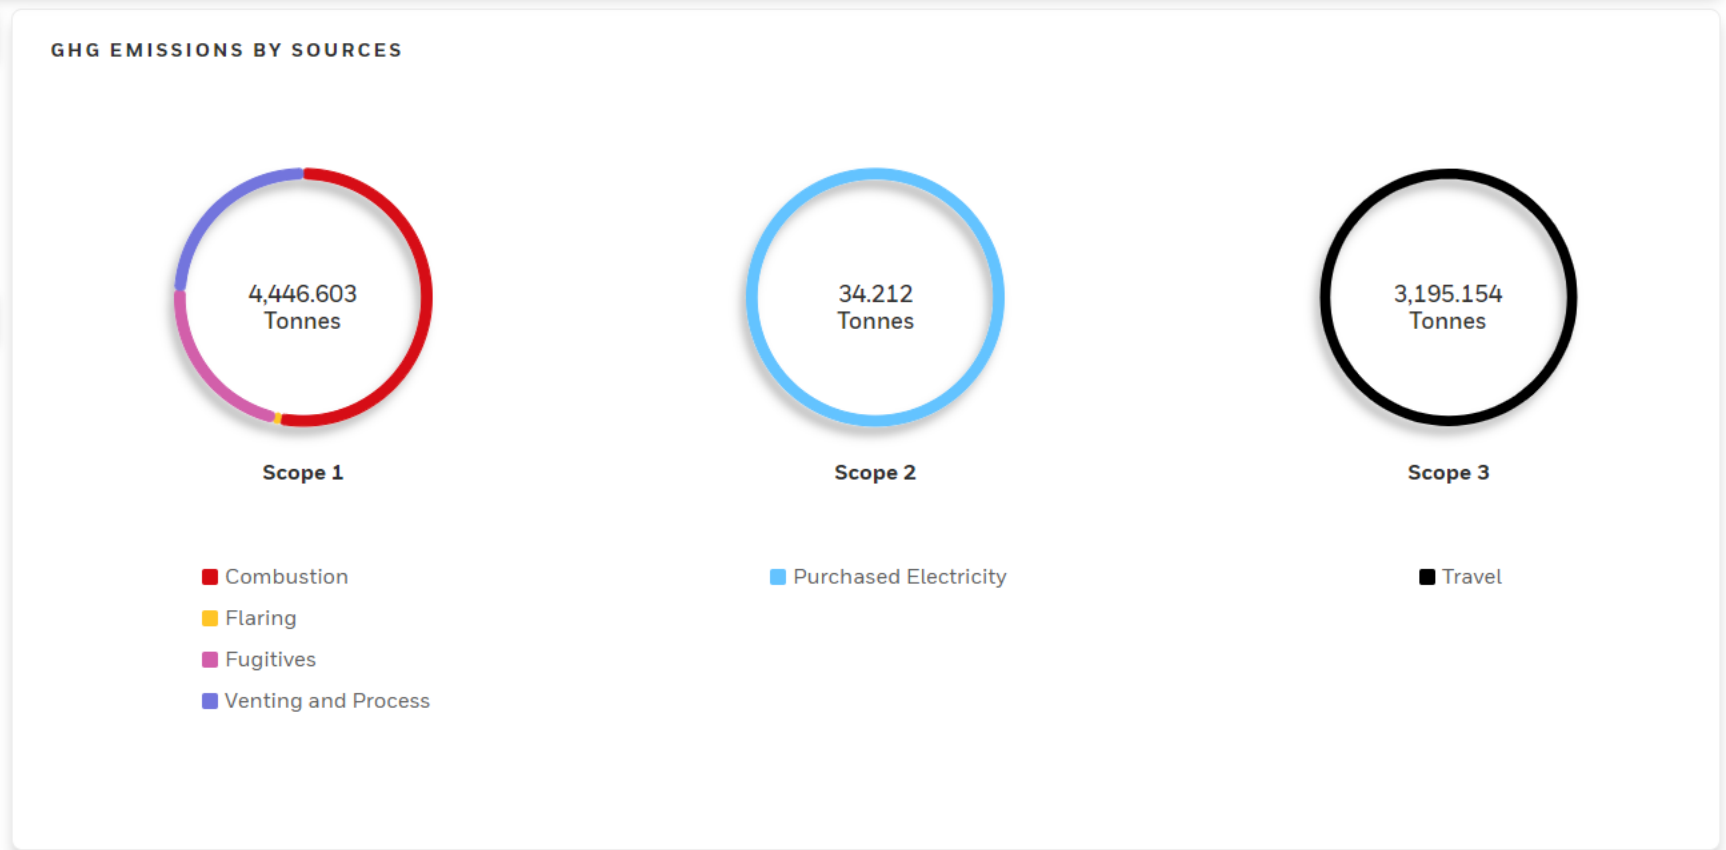 GHG EMISSIONS BY SOURCES
4,446.603
Tonnes
Scope 1
Combustion
Flaring
Fugitives
Venting and Process
34.212
Tonnes
Scope 2
Purchased Electricity
3,195.154
Tonnes
Scope 3
Travel